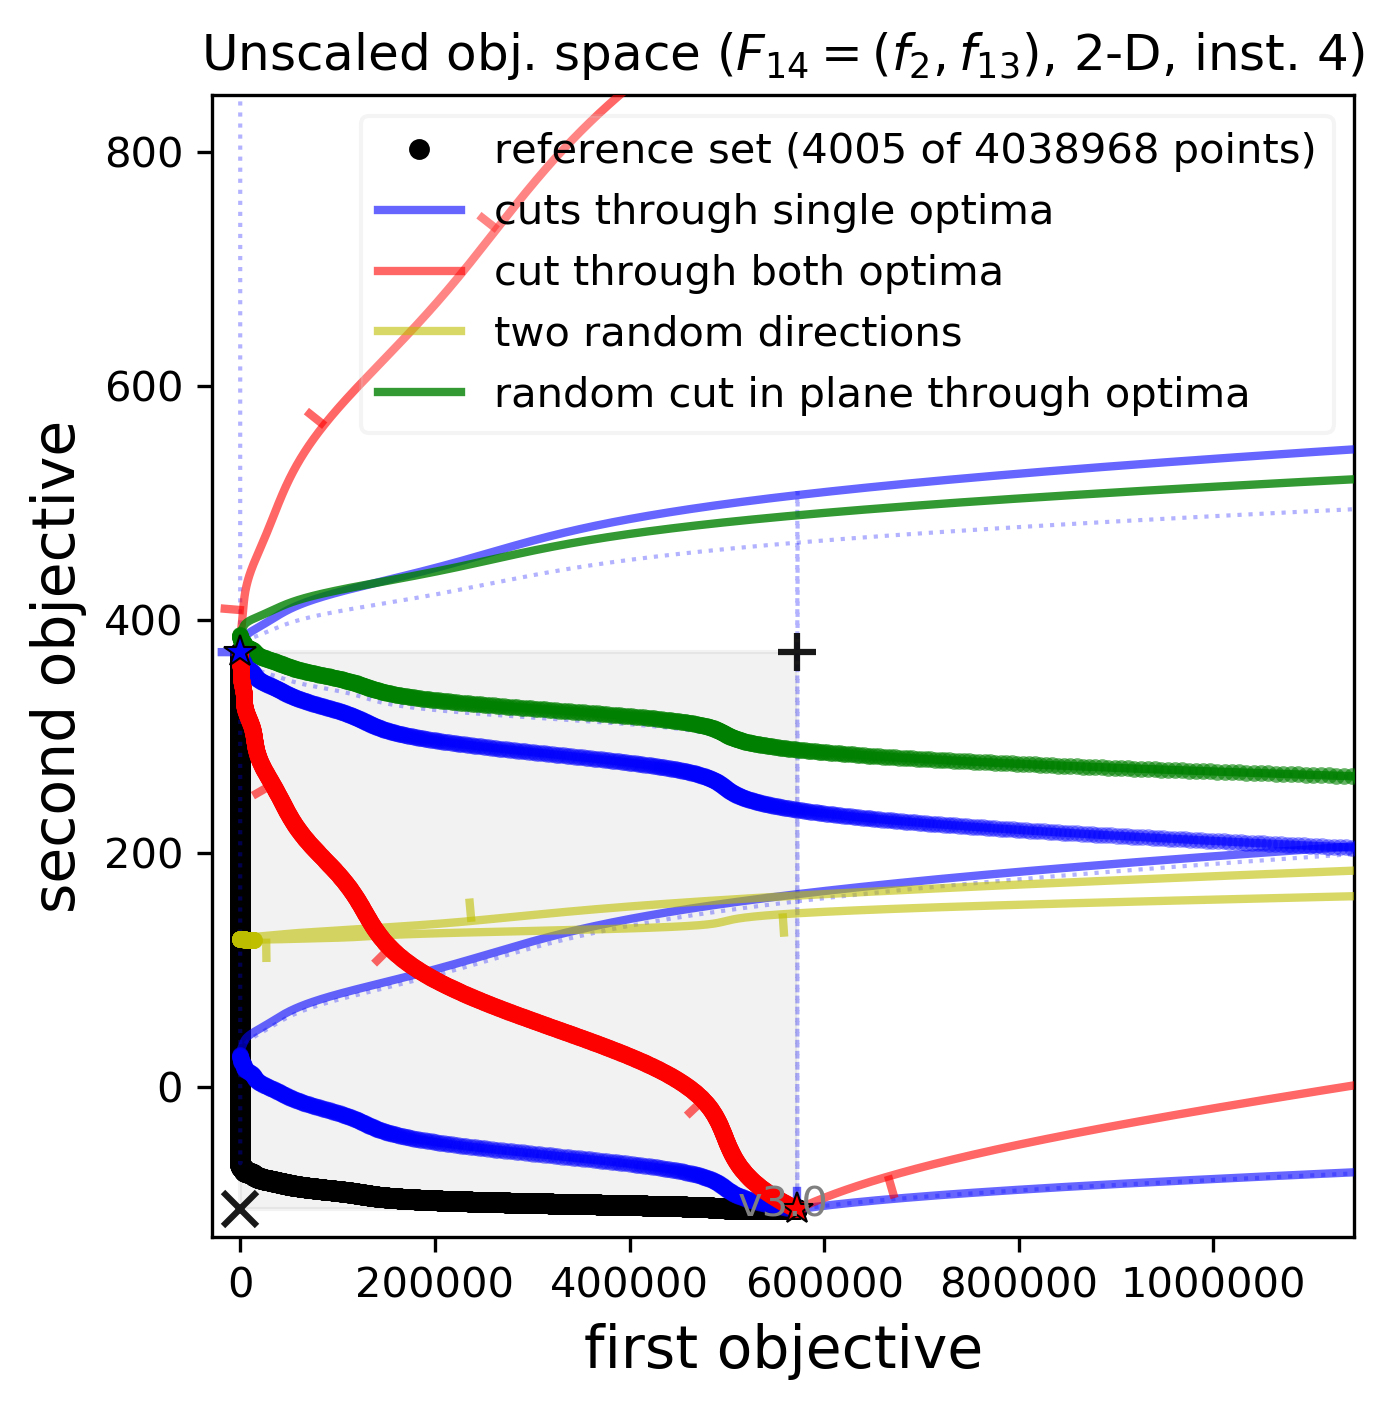 Unscaled obj. space (F₁₄ = (f₂, f₁₃), 2-D, inst. 4)
reference set (4005 of 4038968 points)
cuts through single optima
cut through both optima
two random directions
random cut in plane through optima
second objective
800
600
400
200
0
v3.0
0 200000 400000 600000 800000 1000000
first objective